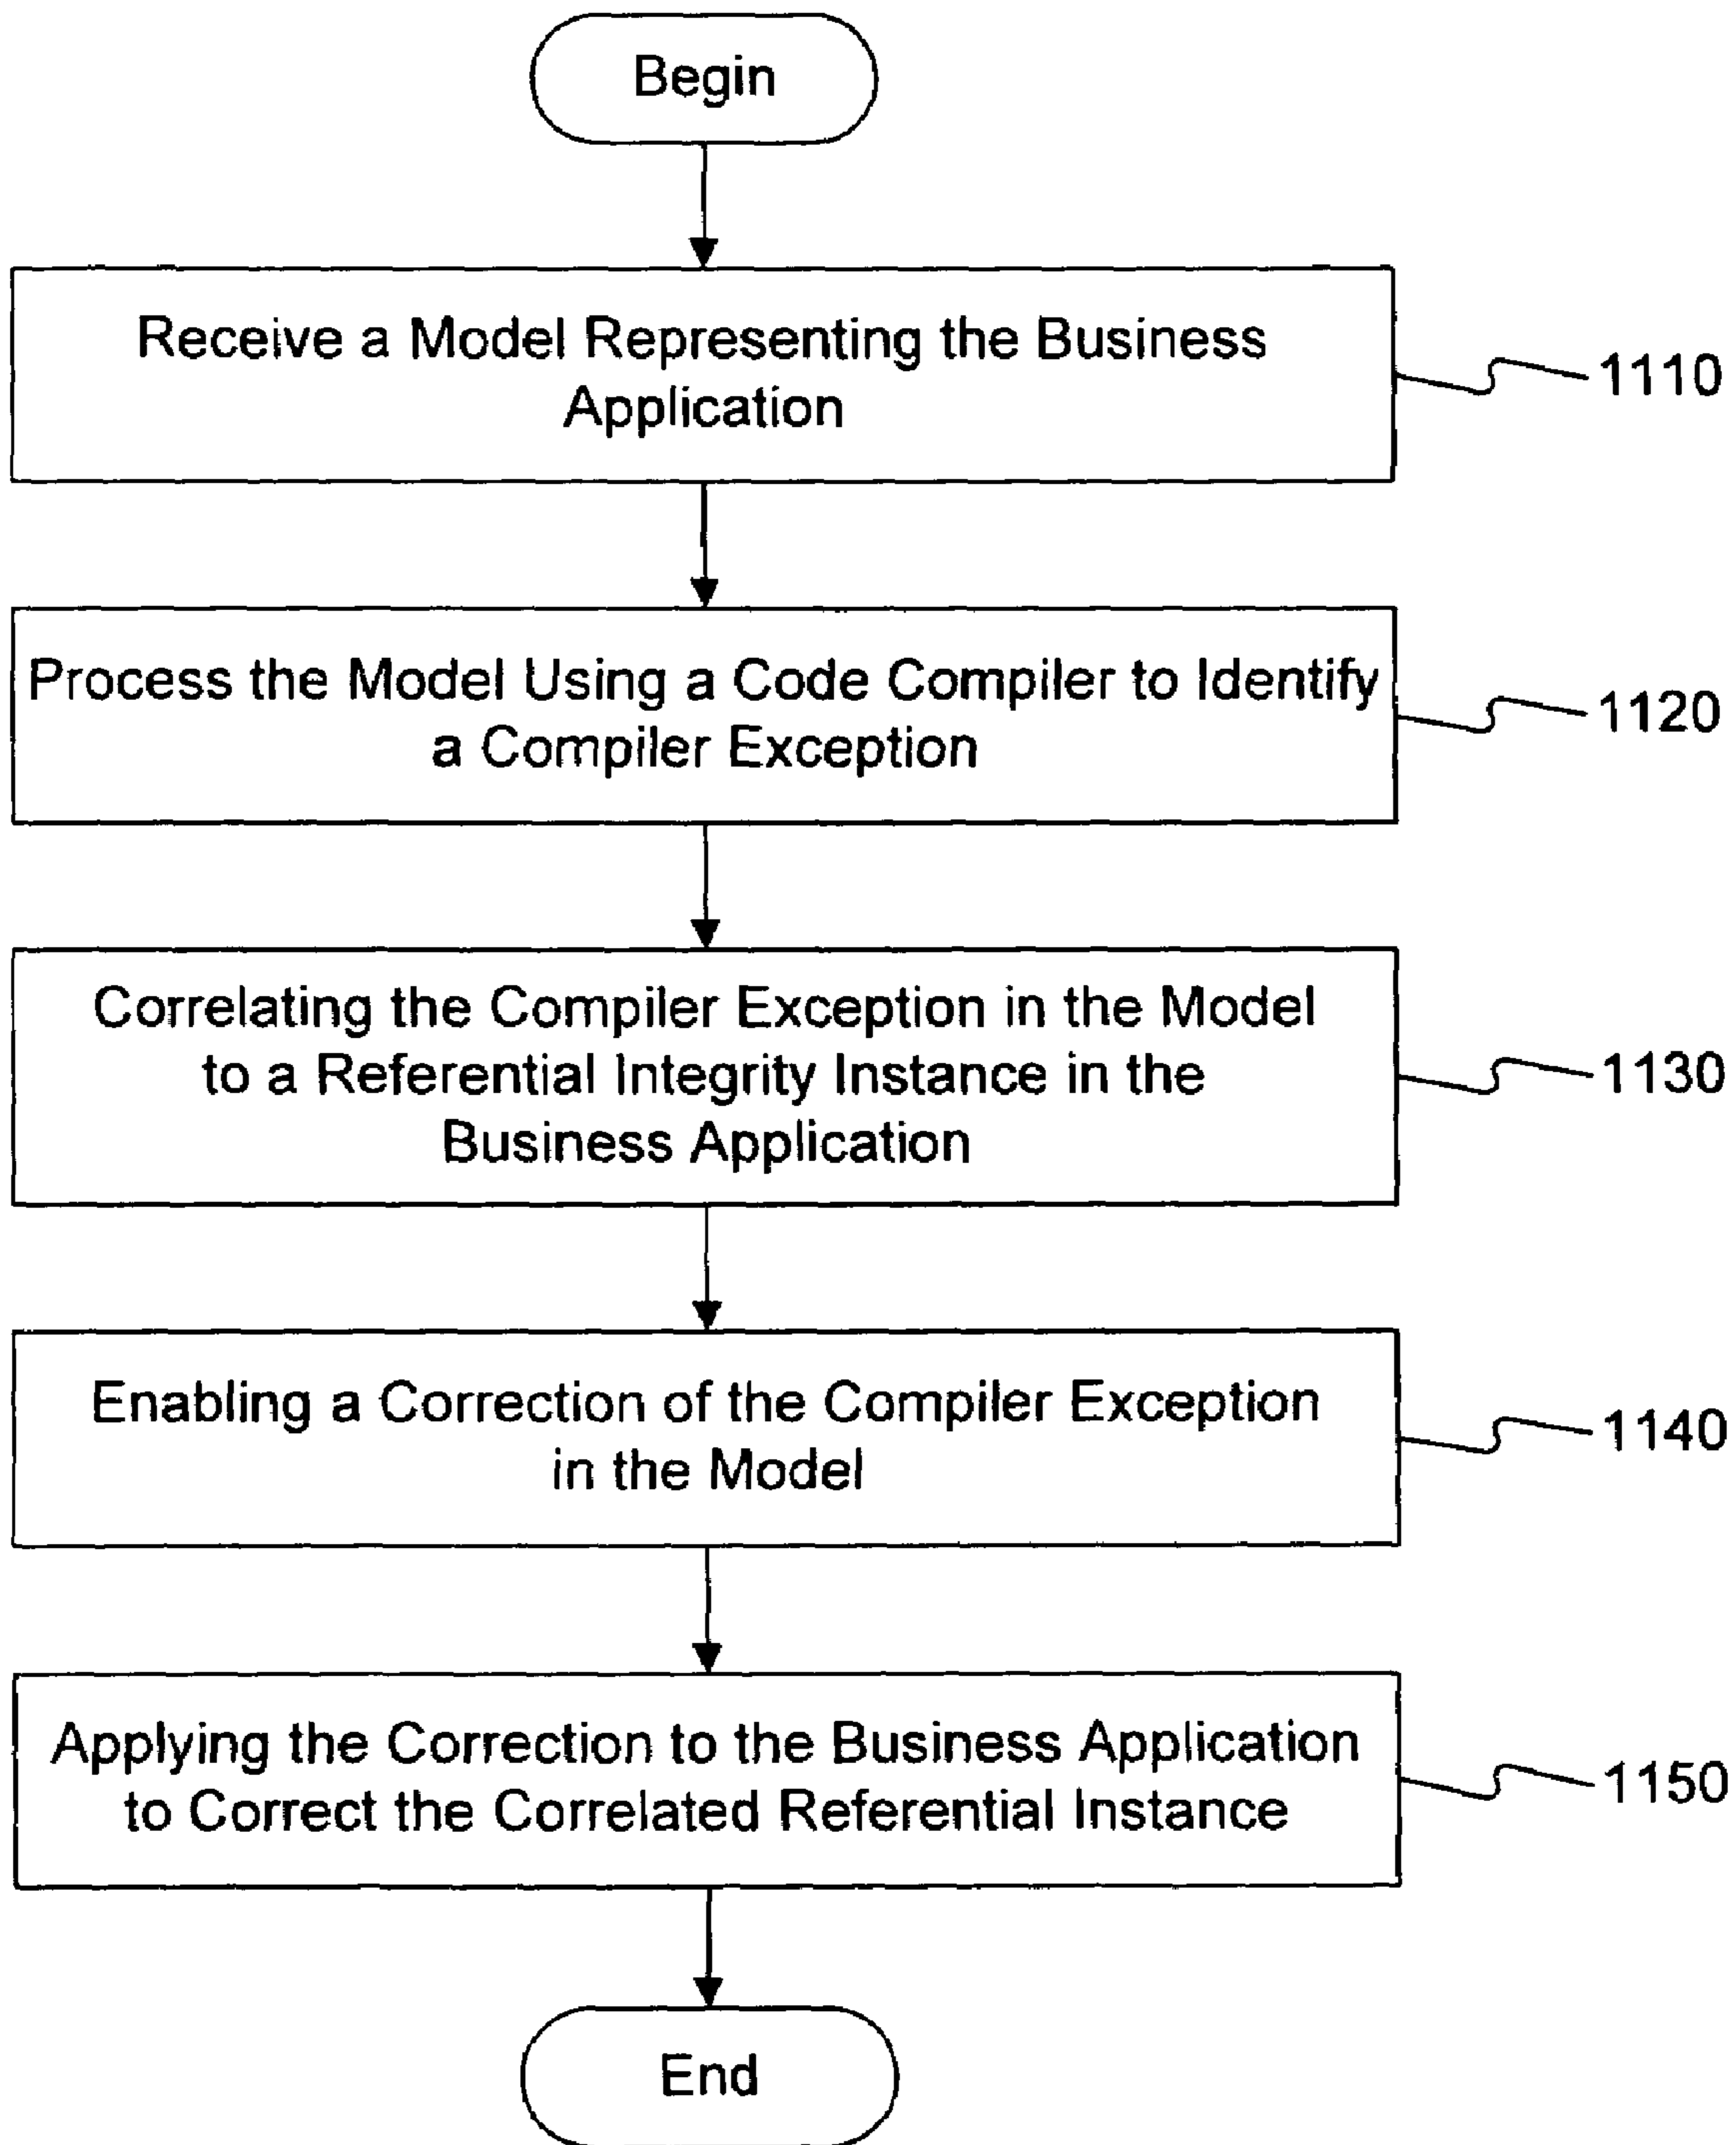 Begin
Receive a Model Representing the Business
Application
1110
Process the Model Using a Code Compiler to Identify
a Compiler Exception
1120
Correlating the Compiler Exception in the Model
to a Referential Integrity Instance in the
Business Application
1130
Enabling a Correction of the Compiler Exception
in the Model
1140
Applying the Correction to the Business Application
to Correct the Correlated Referential Instance
1150
End